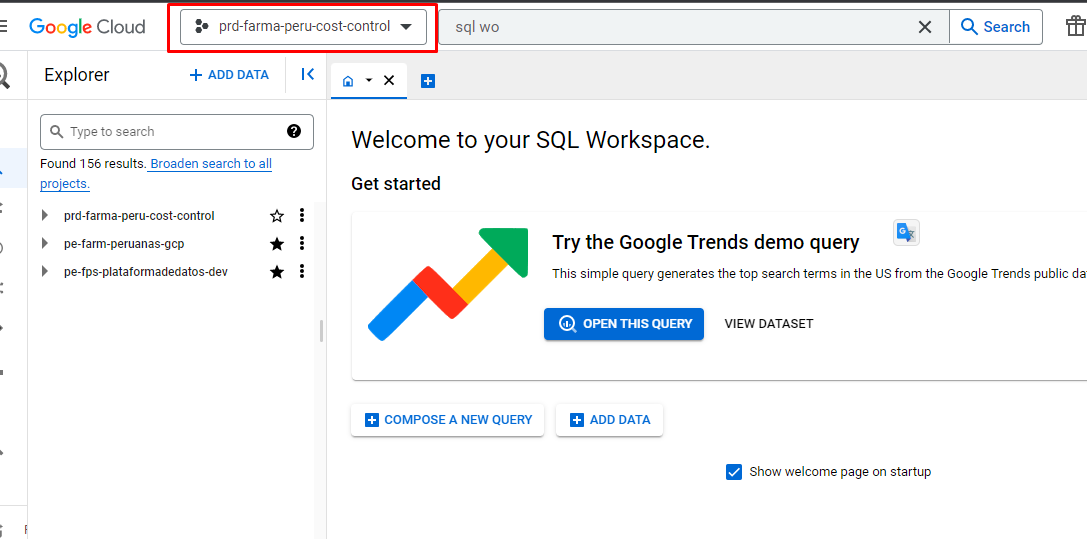 Google Cloud
prd-farma-peru-cost-control
sql wo
Search
Explorer
ADD DATA
Type to search
Found 156 results. Broaden search to all
projects.
prd-farma-peru-cost-control
pe-farm-peruanas-gcp
pe-fps-plataformadedatos-dev
Welcome to your SQL Workspace.
Get started
Try the Google Trends demo query
This simple query generates the top search terms in the US from the Google Trends public da
OPEN THIS QUERY
VIEW DATASET
COMPOSE A NEW QUERY
ADD DATA
Show welcome page on startup